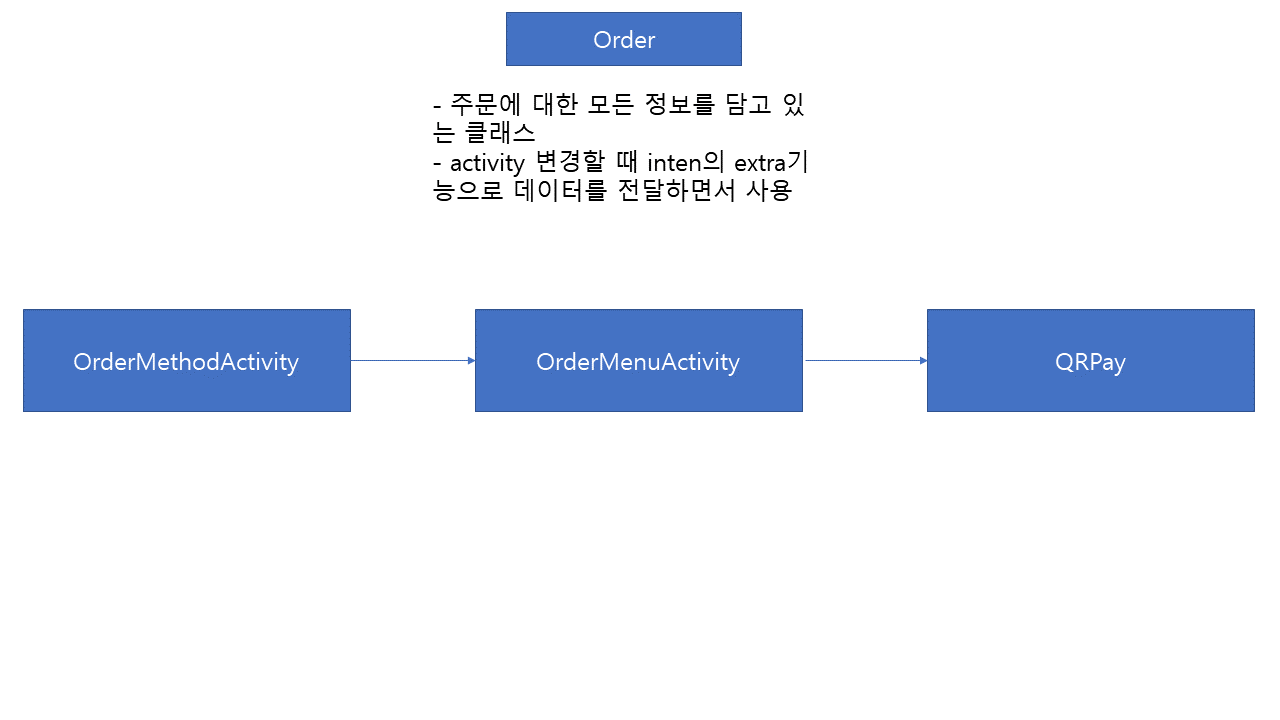 Order
- 주문에 대한 모든 정보를 담고 있
는 클래스
- activity 변경할 때 inten의 extra기
능으로 데이터를 전달하면서 사용
OrderMethodActivity
OrderMenuActivity
QRPay